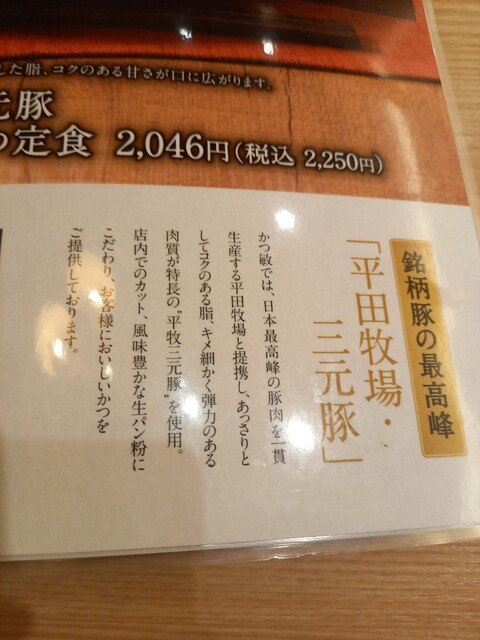 した脂、コクのある甘さが口に広がります。
元豚
つ定食 2,046円(税込 2,250円)
銘柄豚の最高峰
「平田牧場・
三元豚」
かつ敏では、日本最高峰の豚肉を一貫
生産する平田牧場と提携し、あっさりと
してコクのある脂、キメ細かく弾力のある
肉質が特長の"平牧三元豚"を使用。
店内でのカット、風味豊かな生パン粉に
こだわり、お客様においしいかつを
ご提供しております。